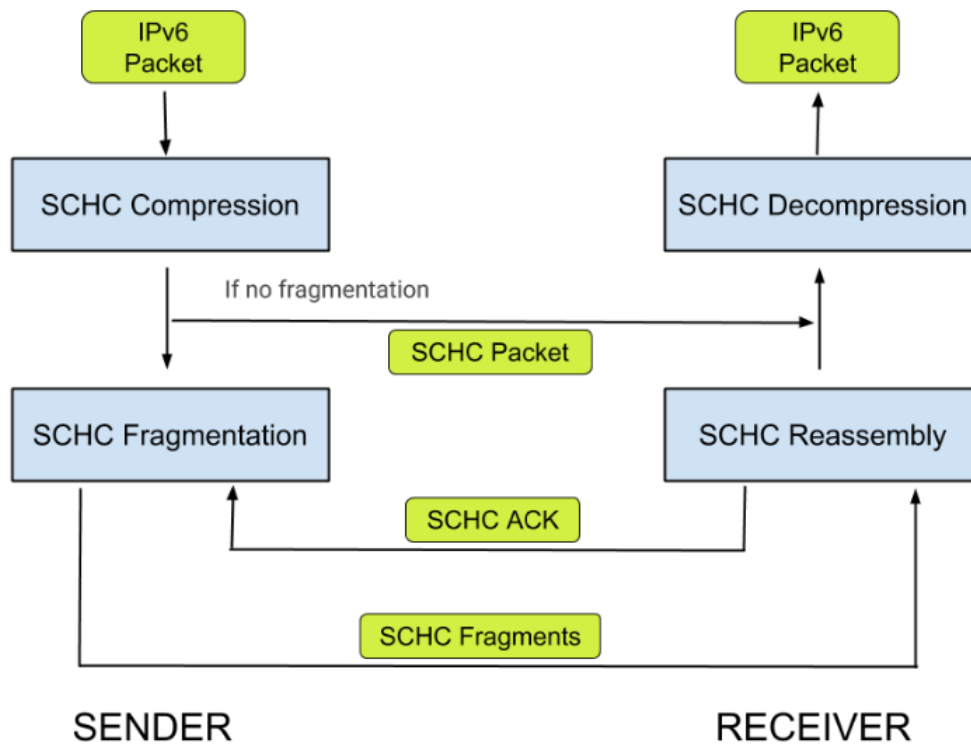 IPv6
Packet
IPv6
Packet
SCHC Compression
SCHC Decompression
If no fragmentation
SCHC Packet
SCHC Fragmentation
SCHC Reassembly
SCHC ACK
SCHC Fragments
SENDER
RECEIVER